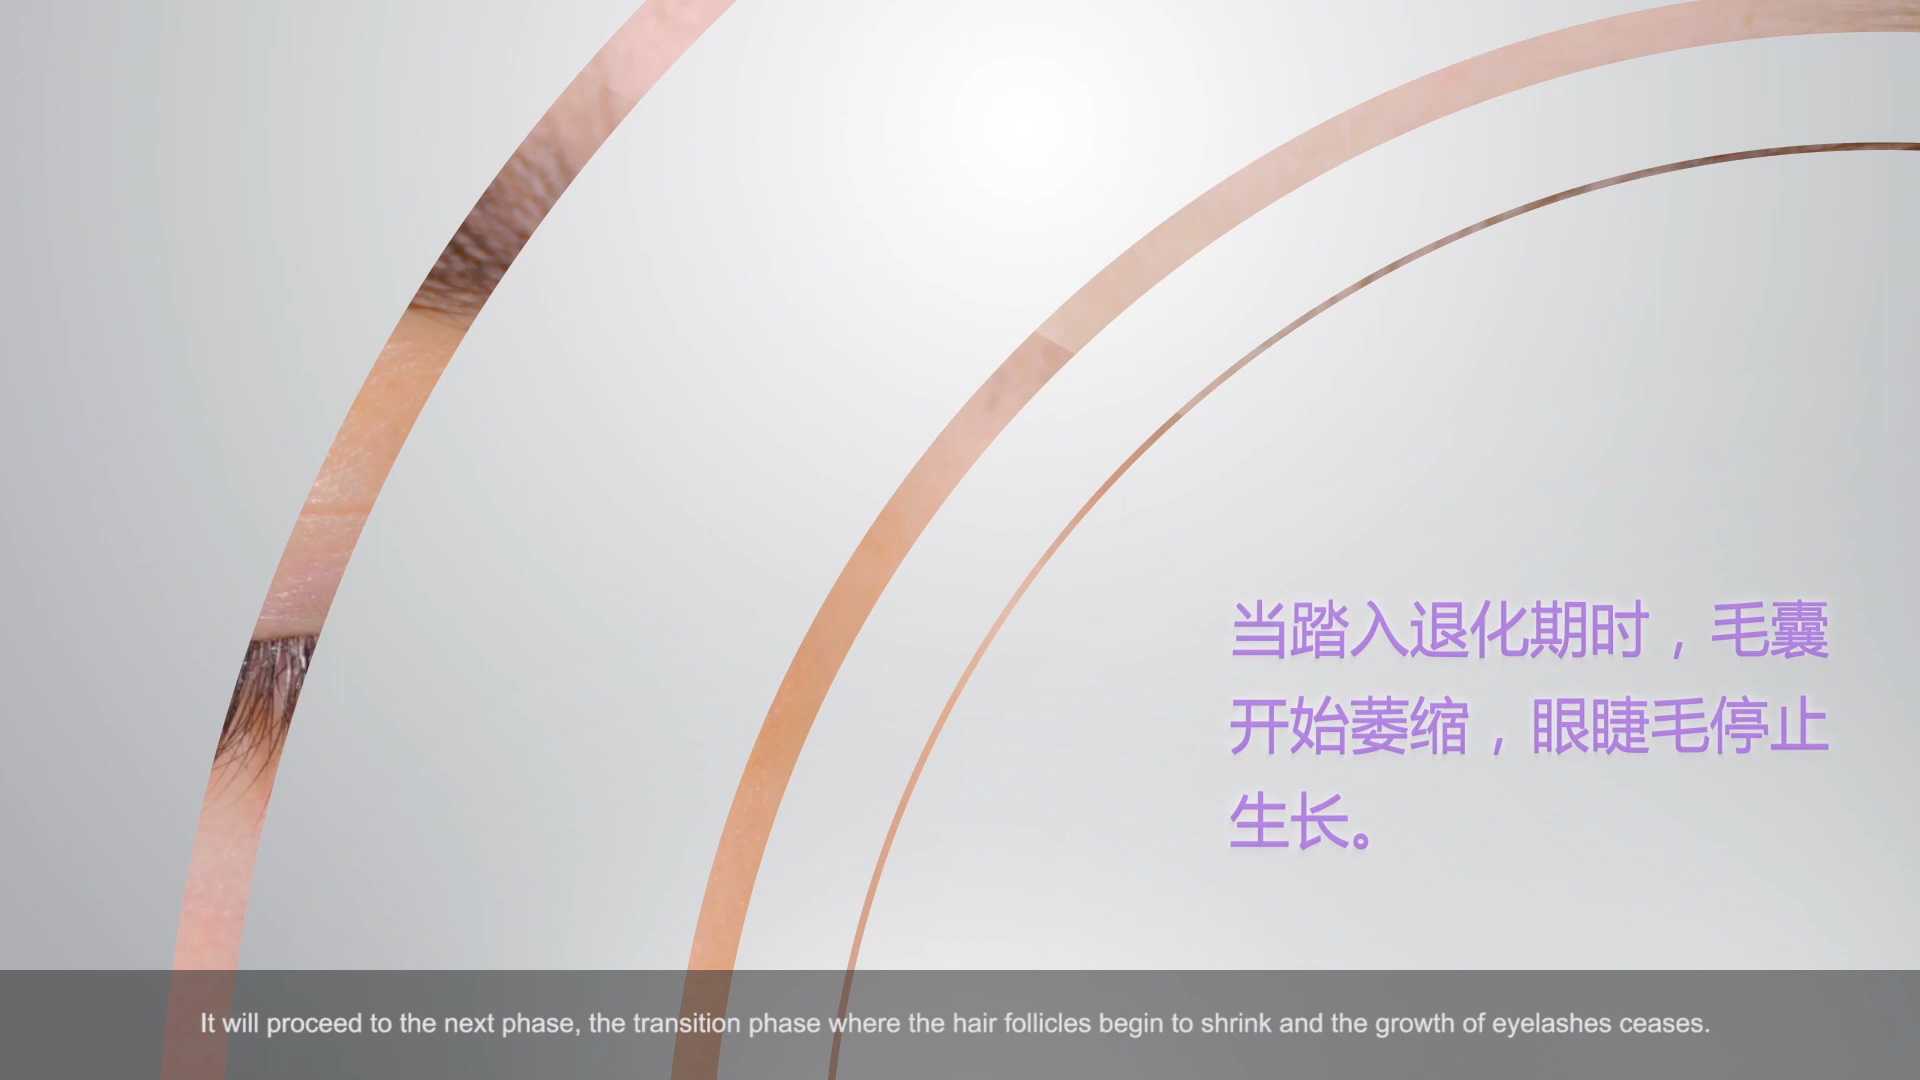 当踏入退化期时，毛囊
开始萎缩，眼睫毛停止
生长。
It will proceed to the next phase, the transition phase where the hair follicles begin to shrink and the growth of eyelashes ceases.